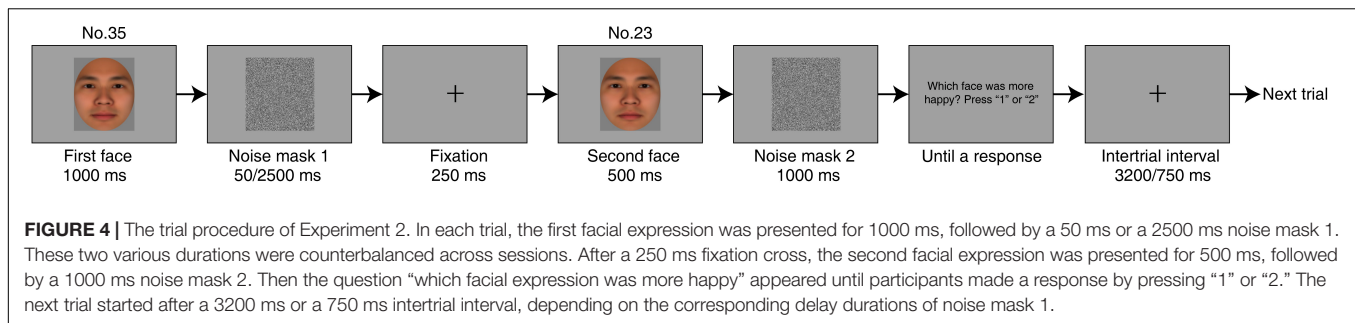 No.35
No.23
Which face was more
happy? Press “1” or “2”
Next trial
First face
1000 ms
Noise mask 1
50/2500 ms
Fixation
250 ms
Second face
500 ms
Noise mask 2
1000 ms
Until a response
Intertrial interval
3200/750 ms
FIGURE 4 | The trial procedure of Experiment 2. In each trial, the first facial expression was presented for 1000 ms, followed by a 50 ms or a 2500 ms noise mask 1.
These two various durations were counterbalanced across sessions. After a 250 ms fixation cross, the second facial expression was presented for 500 ms, followed
by a 1000 ms noise mask 2. Then the question “which facial expression was more happy” appeared until participants made a response by pressing “1” or “2.” The
next trial started after a 3200 ms or a 750 ms intertrial interval, depending on the corresponding delay durations of noise mask 1.